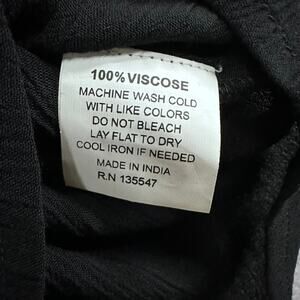 100% VISCOSE
MACHINE WASH COLD
WITH LIKE COLORS
DO NOT BLEACH
LAY FLAT TO DRY
COOL IRON IF NEEDED
MADE IN INDIA
R.N 135547